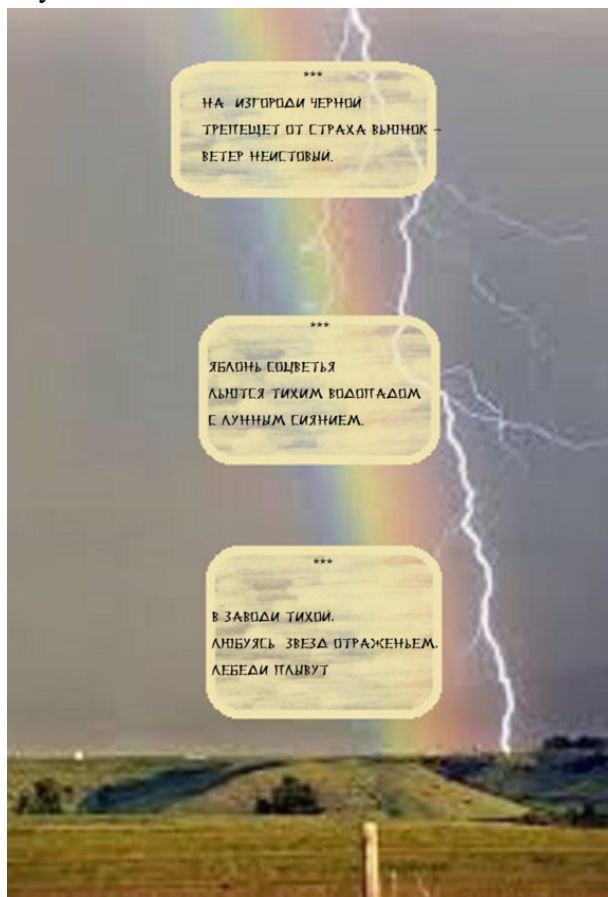 ***
НА ИЗГОРОДИ ЧЕРНОЙ
ТРЕПЕЩЕТ ОТ СТРАХА ВЬЮНОК –
ВЕТЕР НЕИСТОВЫЙ.
***
ЯБЛОНЬ СОЦВЕТЬЯ
ЛЬЮТСЯ ТИХИМ ВОДОПАДОМ
С ЛУННЫМ СИЯНИЕМ.
***
В ЗАВОДИ ТИХОЙ,
ЛЮБУЯСЬ ЗВЕЗД ОТРАЖЕНЬЕМ,
ЛЕБЕДИ ПЛЫВУТ